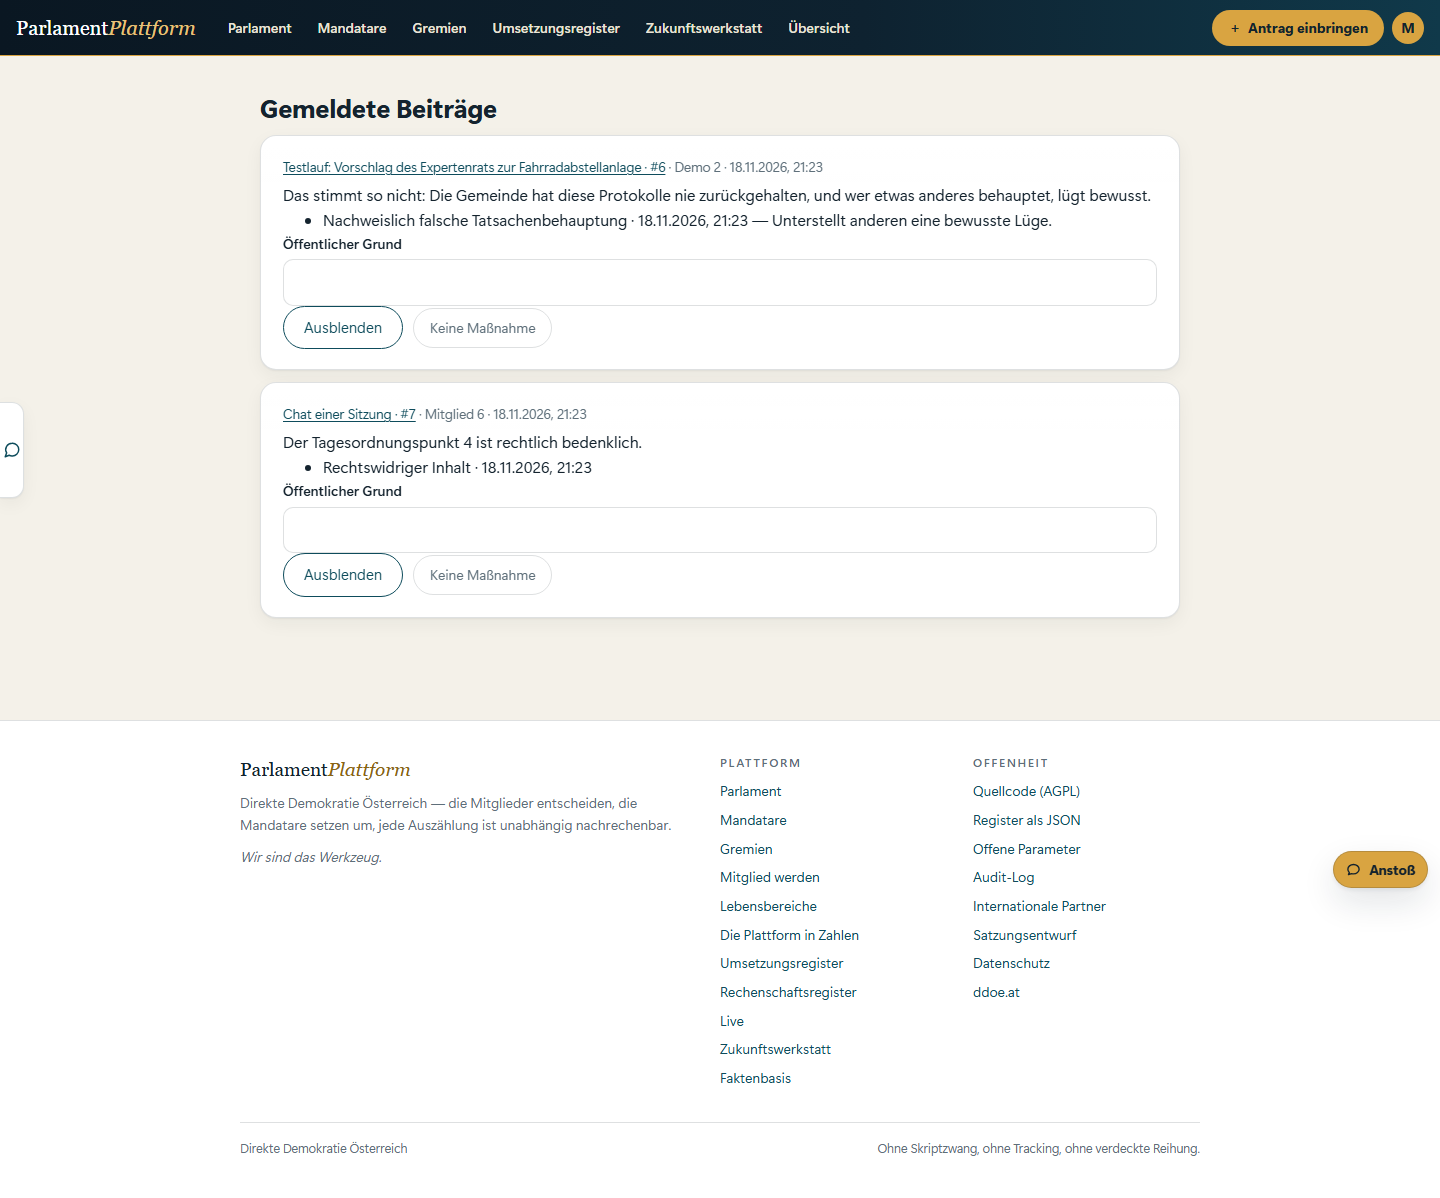 ParlamentPlattform Parlament Mandatare Gremien Umsetzungsregister Zukunftswerkstatt Übersicht + Antrag einbringen M
Gemeldete Beiträge
Testlauf: Vorschlag des Expertenrats zur Fahrradabstellanlage · #6 · Demo 2 · 18.11.2026, 21:23
Das stimmt so nicht: Die Gemeinde hat diese Protokolle nie zurückgehalten, und wer etwas anderes behauptet, lügt bewusst.
• Nachweislich falsche Tatsachenbehauptung · 18.11.2026, 21:23 — Unterstellt anderen eine bewusste Lüge.
Öffentlicher Grund
Ausblenden Keine Maßnahme
Chat einer Sitzung · #7 · Mitglied 6 · 18.11.2026, 21:23
Der Tagesordnungspunkt 4 ist rechtlich bedenklich.
• Rechtswidriger Inhalt · 18.11.2026, 21:23
Öffentlicher Grund
Ausblenden Keine Maßnahme
ParlamentPlattform
Direkte Demokratie Österreich — die Mitglieder entscheiden, die
Mandatare setzen um, jede Auszählung ist unabhängig nachrechenbar.
Wir sind das Werkzeug.
PLATTFORM
Parlament
Mandatare
Gremien
Mitglied werden
Lebensbereiche
Die Plattform in Zahlen
Umsetzungsregister
Rechenschaftsregister
Live
Zukunftswerkstatt
Faktenbasis
OFFENHEIT
Quellcode (AGPL)
Register als JSON
Offene Parameter
Audit-Log
Internationale Partner
Satzungsentwurf
Datenschutz
ddoe.at
Anstoß
Direkte Demokratie Österreich
Ohne Skriptzwang, ohne Tracking, ohne verdeckte Reihung.